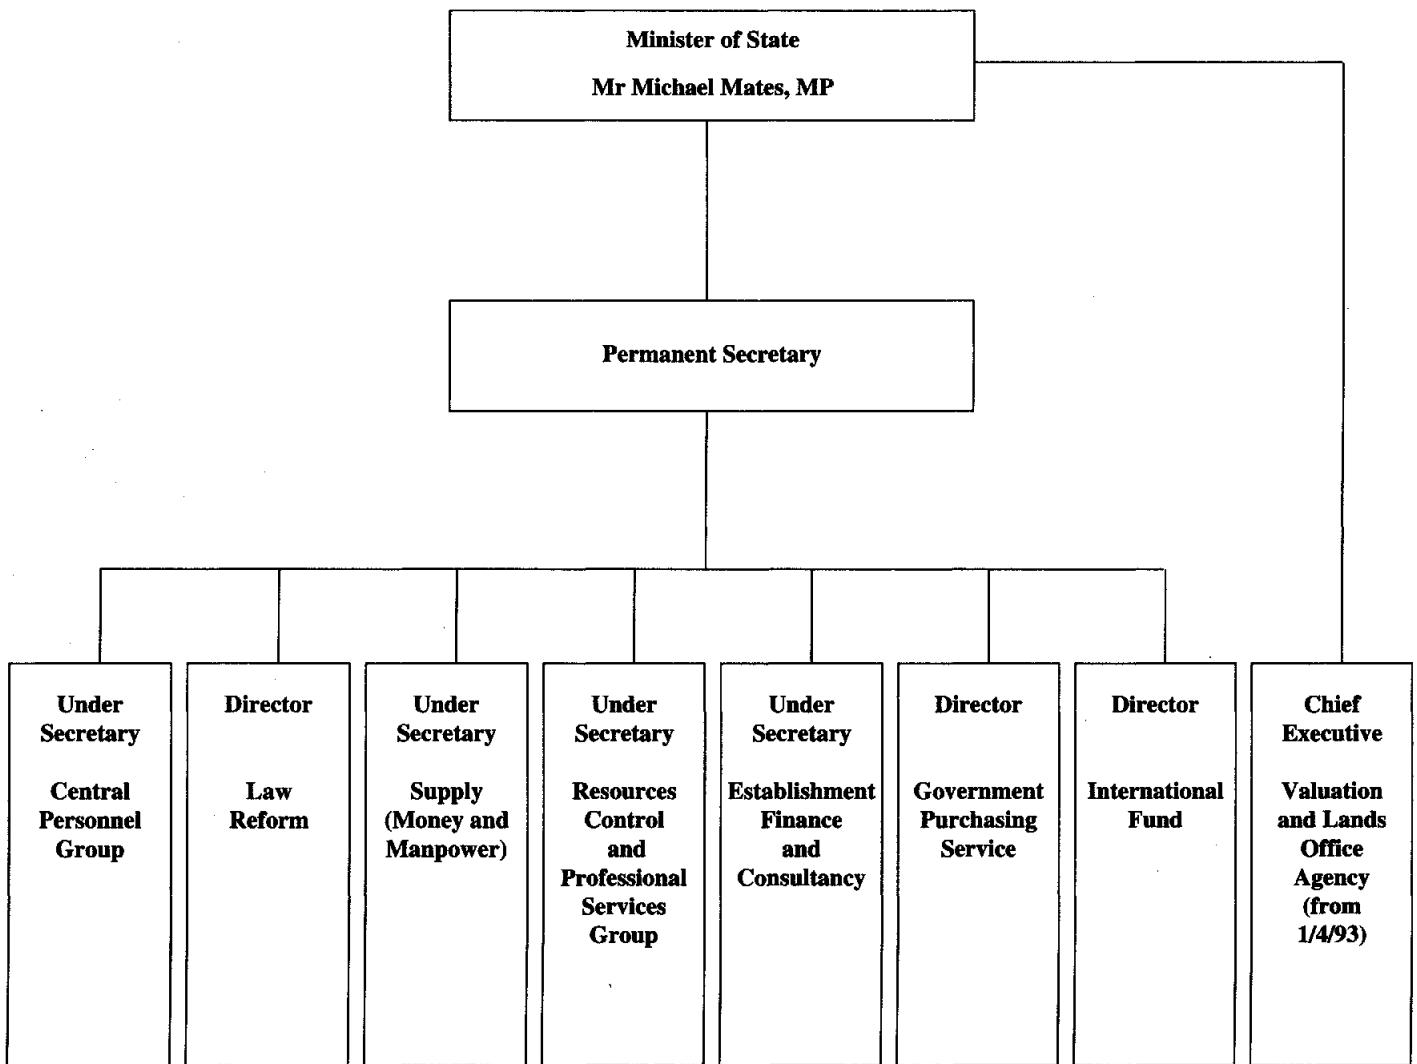 Minister of State
Mr Michael Mates, MP
Permanent Secretary
Under
Secretary
Central
Personnel
Group
Director
Law
Reform
Under
Secretary
Supply
(Money and
Manpower)
Under
Secretary
Resources
Control
and
Professional
Services
Group
Under
Secretary
Establishment
Finance
and
Consultancy
Director
Government
Purchasing
Service
Director
International
Fund
Chief
Executive
Valuation
and Lands
Office
Agency
(from
1/4/93)